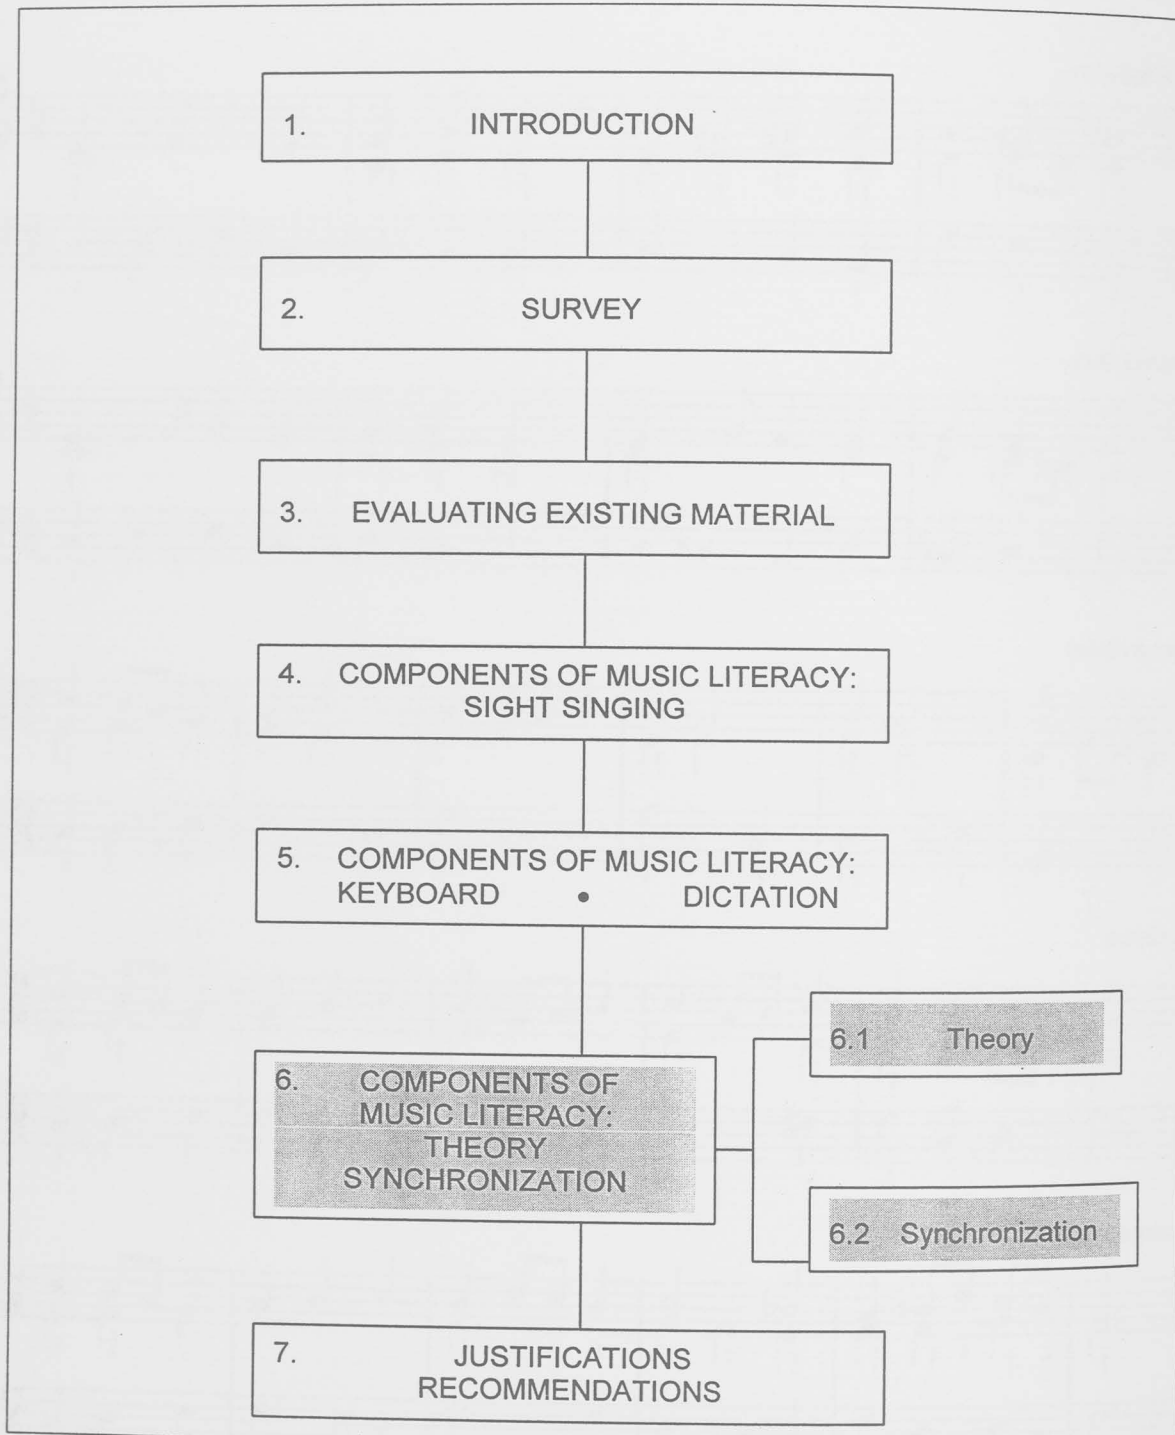 1. INTRODUCTION
2. SURVEY
3. EVALUATING EXISTING MATERIAL
4. COMPONENTS OF MUSIC LITERACY:
SIGHT SINGING
5. COMPONENTS OF MUSIC LITERACY:
KEYBOARD • DICTATION
6. COMPONENTS OF
MUSIC LITERACY:
THEORY
SYNCHRONIZATION
6.1 Theory
6.2 Synchronization
7. JUSTIFICATIONS
RECOMMENDATIONS